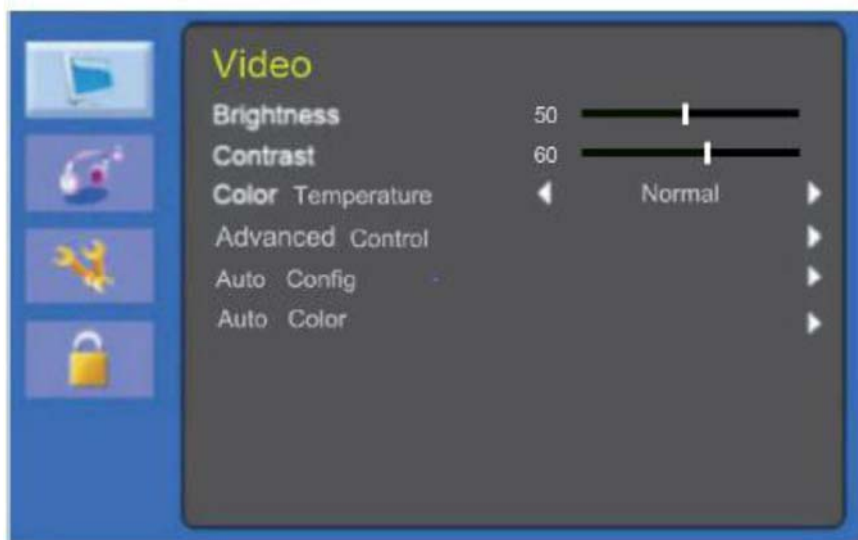 Video
Brightness 50
Contrast 60
Color Temperature Normal
Advanced Control
Auto Config
Auto Color